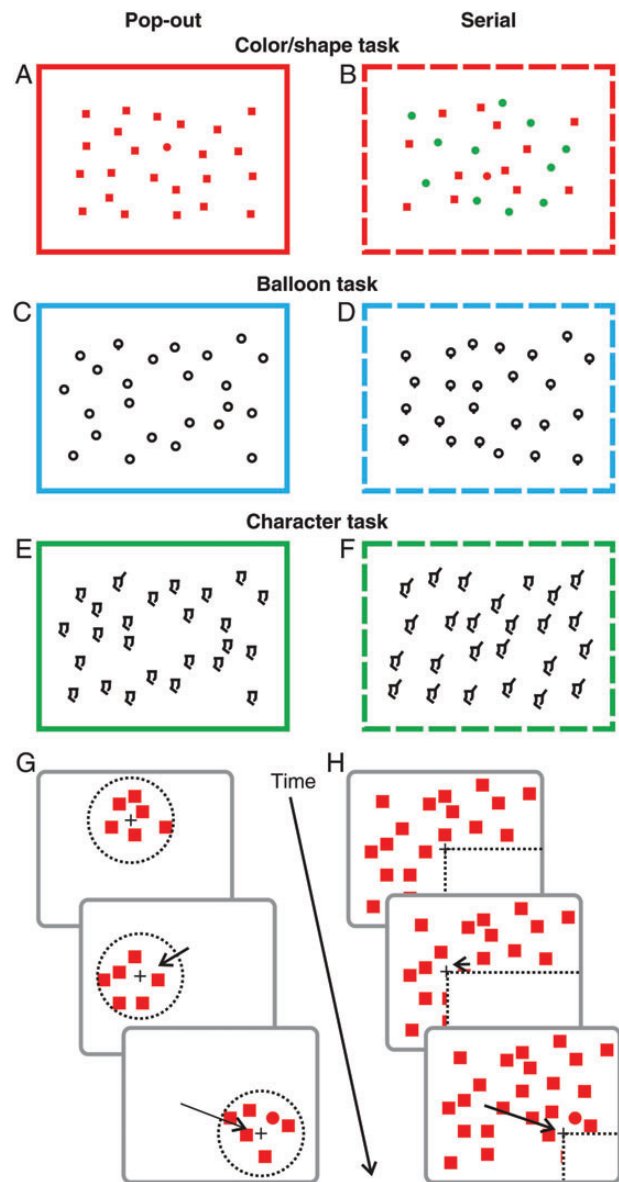 Pop-out Serial
Color/shape task
A B
Balloon task
C D
Character task
E F
G Time H